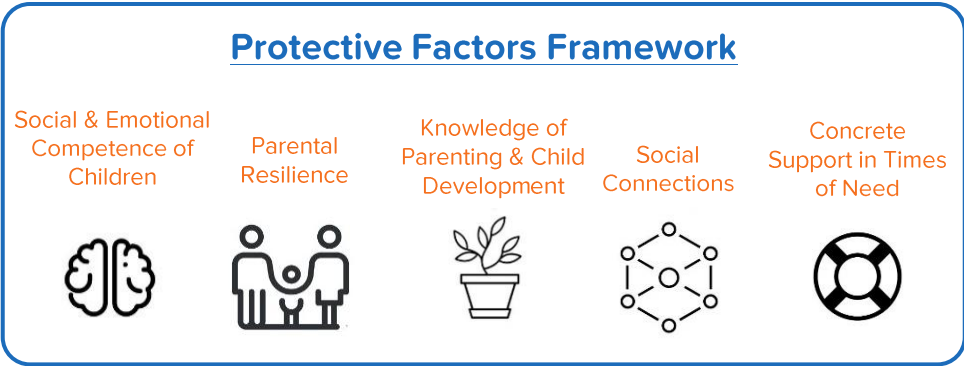 Protective Factors Framework
Social & Emotional
Competence of
Children
Parental
Resilience
Knowledge of
Parenting & Child
Development
Social
Connections
Concrete
Support in Times
of Need